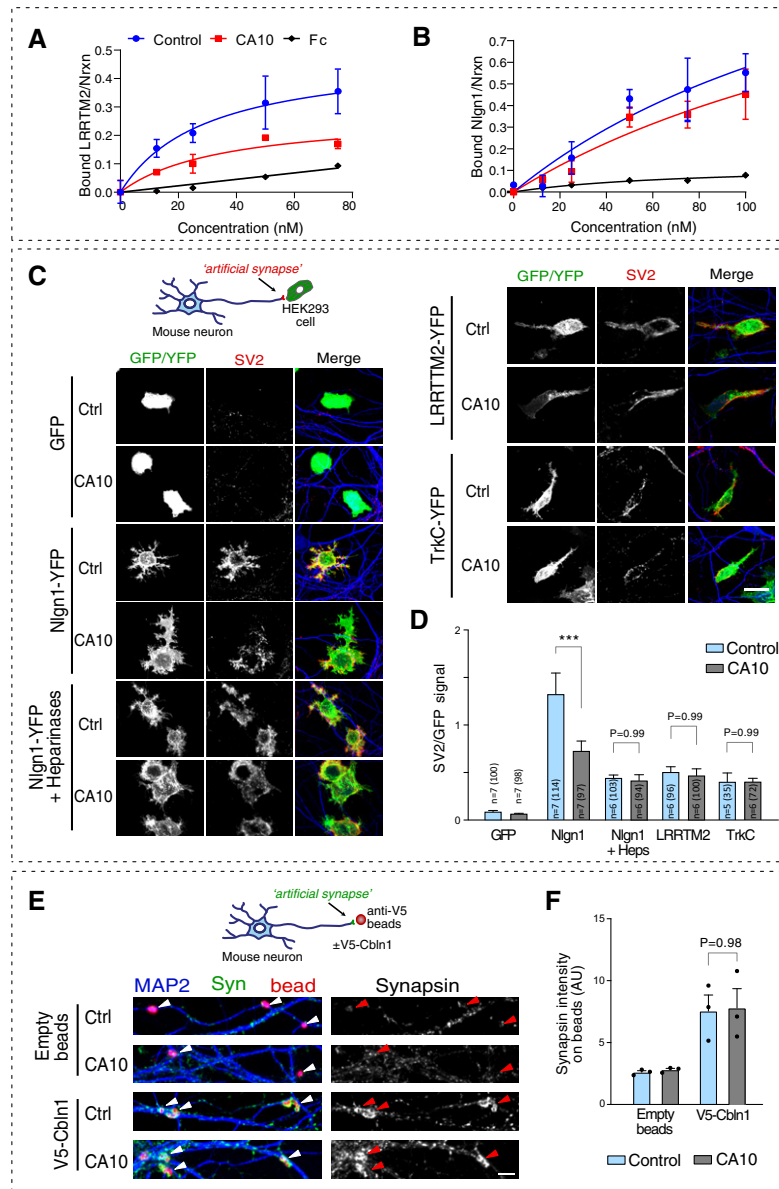 A
Control CA10 Fc
Bound LRRTM2/Nrxn
0.5
0.4
0.3
0.2
0.1
0.0
0 20 40 60 80
Concentration (nM)
B
Bound Nlgn1/Nrxn
0.7
0.6
0.5
0.4
0.3
0.2
0.1
0.0
0 20 40 60 80 100
Concentration (nM)
C
'artificial synapse'
Mouse neuron
HEK293
cell
GFP/YFP SV2 Merge
GFP
Ctrl
CA10
Nlgn1-YFP
Ctrl
CA10
Nlgn1-YFP
+ Heparinases
Ctrl
CA10
GFP/YFP SV2 Merge
LRRTTM2-YFP
Ctrl
CA10
TrkC-YFP
Ctrl
CA10
D
Control
CA10
SV2/GFP signal
2
1
0
***
P=0.99
P=0.99
P=0.99
n=7 (100)
n=7 (98)
n=7 (114)
n=7 (97)
n=6 (103)
n=6 (94)
n=6 (96)
n=6 (100)
n=5 (35)
n=6 (72)
GFP Nlgn1 Nlgn1 LRRTM2 TrkC
+ Heps
E
'artificial synapse'
anti-V5
beads
±V5-Cbln1
Mouse neuron
MAP2 Syn bead Synapsin
Empty
beads
Ctrl
CA10
V5-Cbln1
Ctrl
CA10
F
Synapsin intensity
on beads (AU)
15
10
5
0
P=0.98
Empty V5-Cbln1
beads
Control CA10